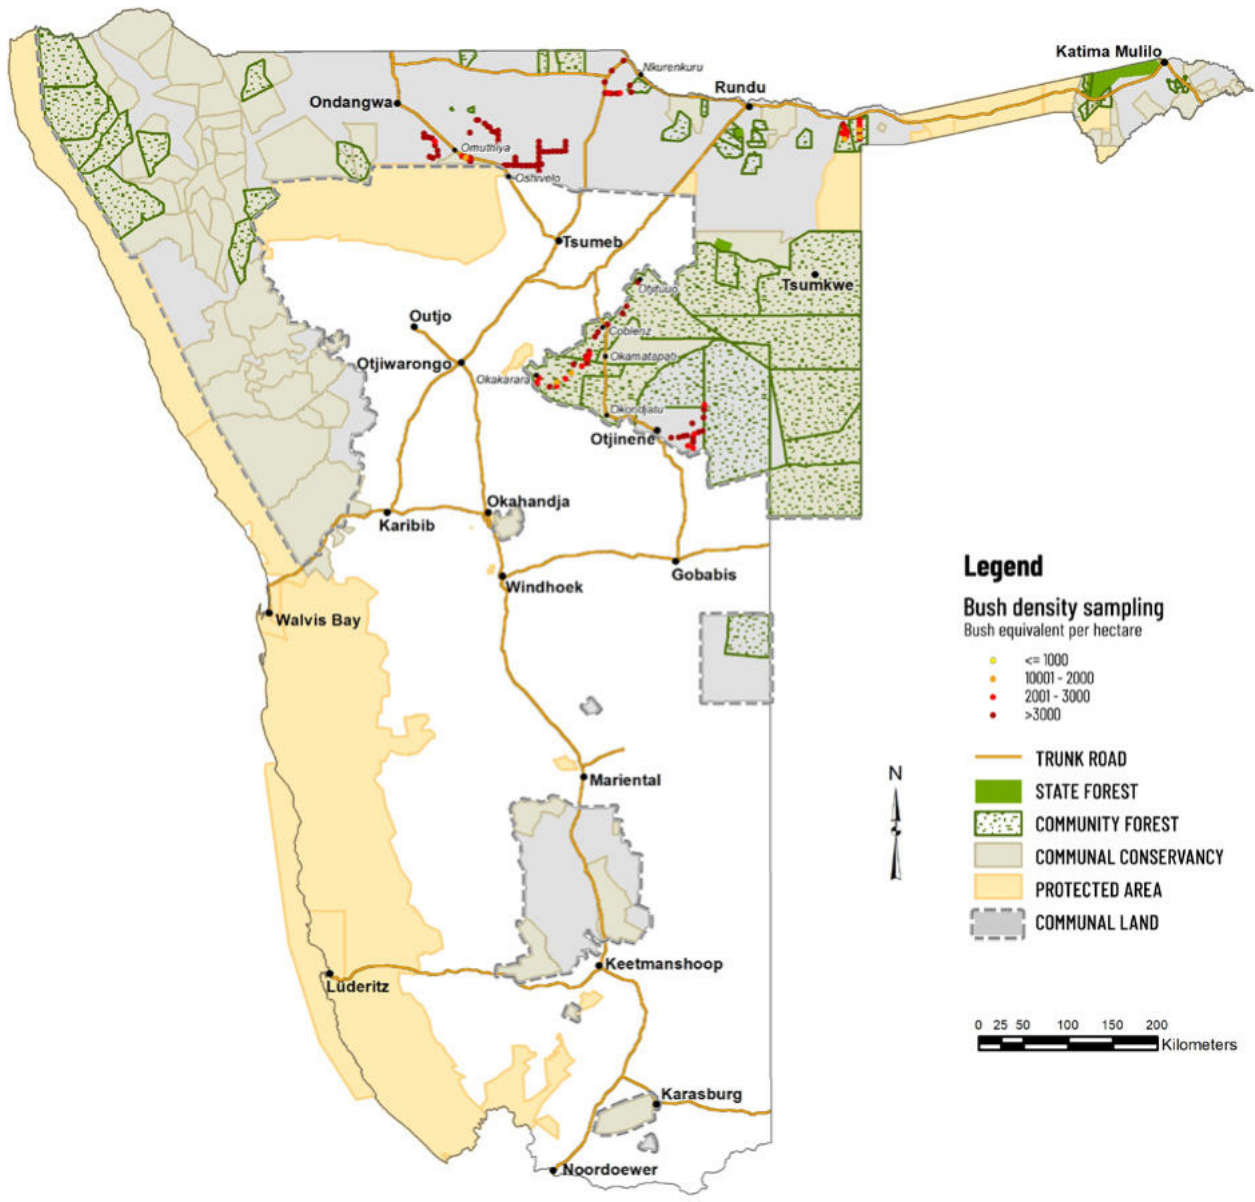 Katima Mulilo
Nkurenkuru
Rundu
Ondangwa
Omuthiya
Oshivelo
Tsumeb
Tsumkwe
Otjituuo
Outjo
Coblenz
Otjiwarongo
Okamatapati
Okakarara
Okondjatu
Otjinene
Okahandja
Karibib
Gobabis
Windhoek
Walvis Bay
Mariental
Keetmanshoop
Lüderitz
Karasburg
Noordoewer
Legend
Bush density sampling
Bush equivalent per hectare
<= 1000
10001 - 2000
2001 - 3000
>3000
TRUNK ROAD
STATE FOREST
COMMUNITY FOREST
COMMUNAL CONSERVANCY
PROTECTED AREA
COMMUNAL LAND
N
0 25 50 100 150 200
Kilometers